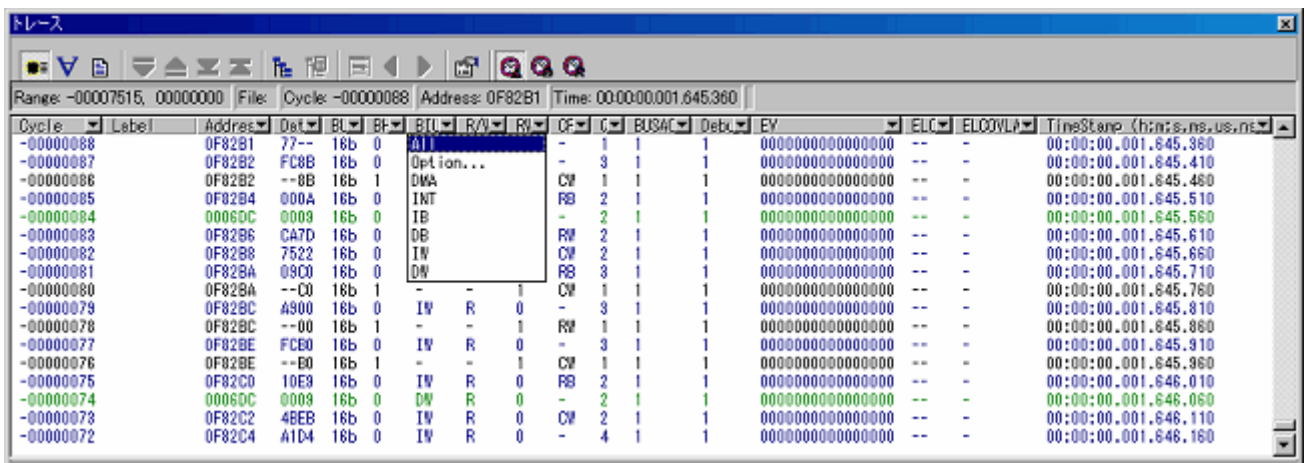 トレース
Range: -00007515, 00000000 File: Cycle: -00000088 Address: 0F82B1 Time: 00:00:00.001.645.360
Cycle Label Addres Dat BU BH BIU R/W RW CF C BUSAC Debu EV ELC ELCOVLA TimeStamp (h:m:s.ms.us.ns
-00000088 0F82B1 77-- 16b 0 All - 1 1 1 0000000000000000 -- - 00:00:00.001.645.360
-00000087 0F82B2 FC8B 16b 0 Option... - 3 1 1 0000000000000000 -- - 00:00:00.001.645.410
-00000086 0F82B2 --8B 16b 1 DMA CW 1 1 1 0000000000000000 -- - 00:00:00.001.645.460
-00000085 0F82B4 000A 16b 0 INT RB 2 1 1 0000000000000000 -- - 00:00:00.001.645.510
-00000084 0006DC 0009 16b 0 IB - 2 1 1 0000000000000000 -- - 00:00:00.001.645.560
-00000083 0F82B6 CA7D 16b 0 DB RW 2 1 1 0000000000000000 -- - 00:00:00.001.645.610
-00000082 0F82B8 7522 16b 0 IW CW 2 1 1 0000000000000000 -- - 00:00:00.001.645.660
-00000081 0F82BA 09C0 16b 0 DW RB 3 1 1 0000000000000000 -- - 00:00:00.001.645.710
-00000080 0F82BA --C0 16b 1 - - 1 CW 1 1 1 0000000000000000 -- - 00:00:00.001.645.760
-00000079 0F82BC A900 16b 0 IW R 0 - 3 1 1 0000000000000000 -- - 00:00:00.001.645.810
-00000078 0F82BC --00 16b 1 - - 1 RW 1 1 1 0000000000000000 -- - 00:00:00.001.645.860
-00000077 0F82BE FCB0 16b 0 IW R 0 - 3 1 1 0000000000000000 -- - 00:00:00.001.645.910
-00000076 0F82BE --B0 16b 1 - - 1 CW 1 1 1 0000000000000000 -- - 00:00:00.001.645.960
-00000075 0F82C0 10E9 16b 0 IW R 0 RB 2 1 1 0000000000000000 -- - 00:00:00.001.646.010
-00000074 0006DC 0009 16b 0 DW R 0 - 2 1 1 0000000000000000 -- - 00:00:00.001.646.060
-00000073 0F82C2 4BEB 16b 0 IW R 0 CW 2 1 1 0000000000000000 -- - 00:00:00.001.646.110
-00000072 0F82C4 A1D4 16b 0 IW R 0 - 4 1 1 0000000000000000 -- - 00:00:00.001.646.160